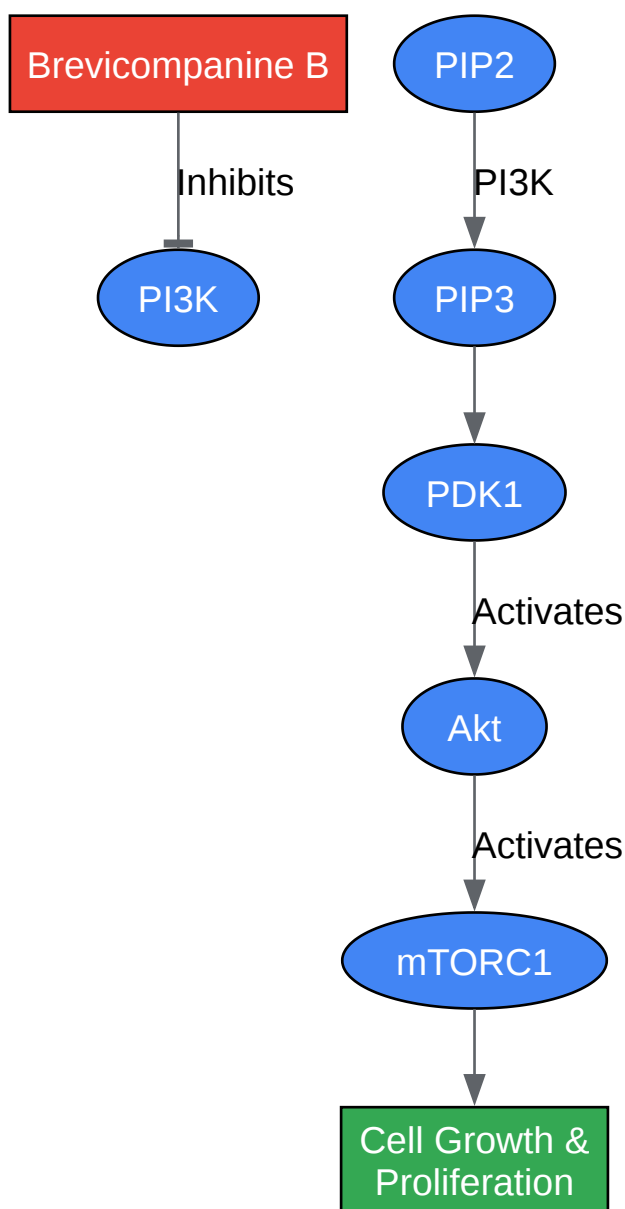 Brevicompanine B
PIP2
Inhibits
PI3K
PI3K
PIP3
PDK1
Activates
Akt
Activates
mTORC1
Cell Growth &
Proliferation